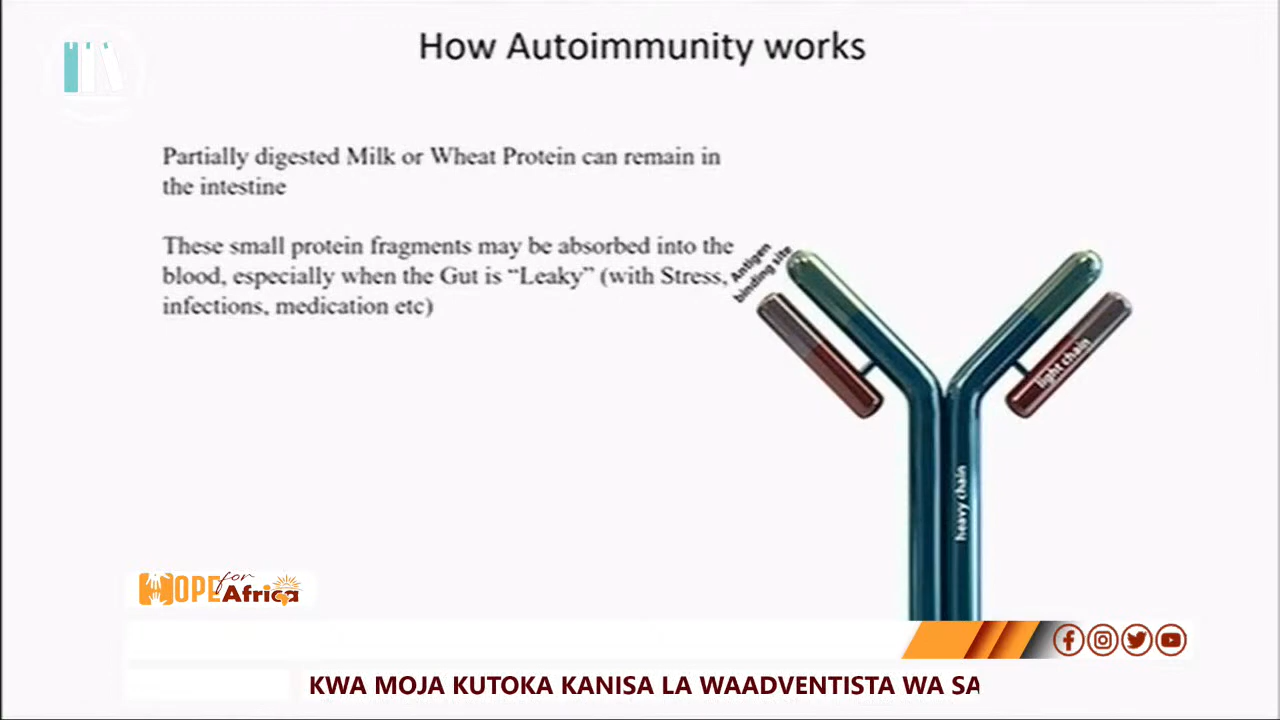 How Autoimmunity works
Partially digested Milk or Wheat Protein can remain in
the intestine
These small protein fragments may be absorbed into the
blood, especially when the Gut is “Leaky” (with Stress,
infections, medication etc)
Antigen
binding site
light chain
heavy chain
HOPE for
Africa
KWA MOJA KUTOKA KANISA LA WAADVENTISTA WA SA